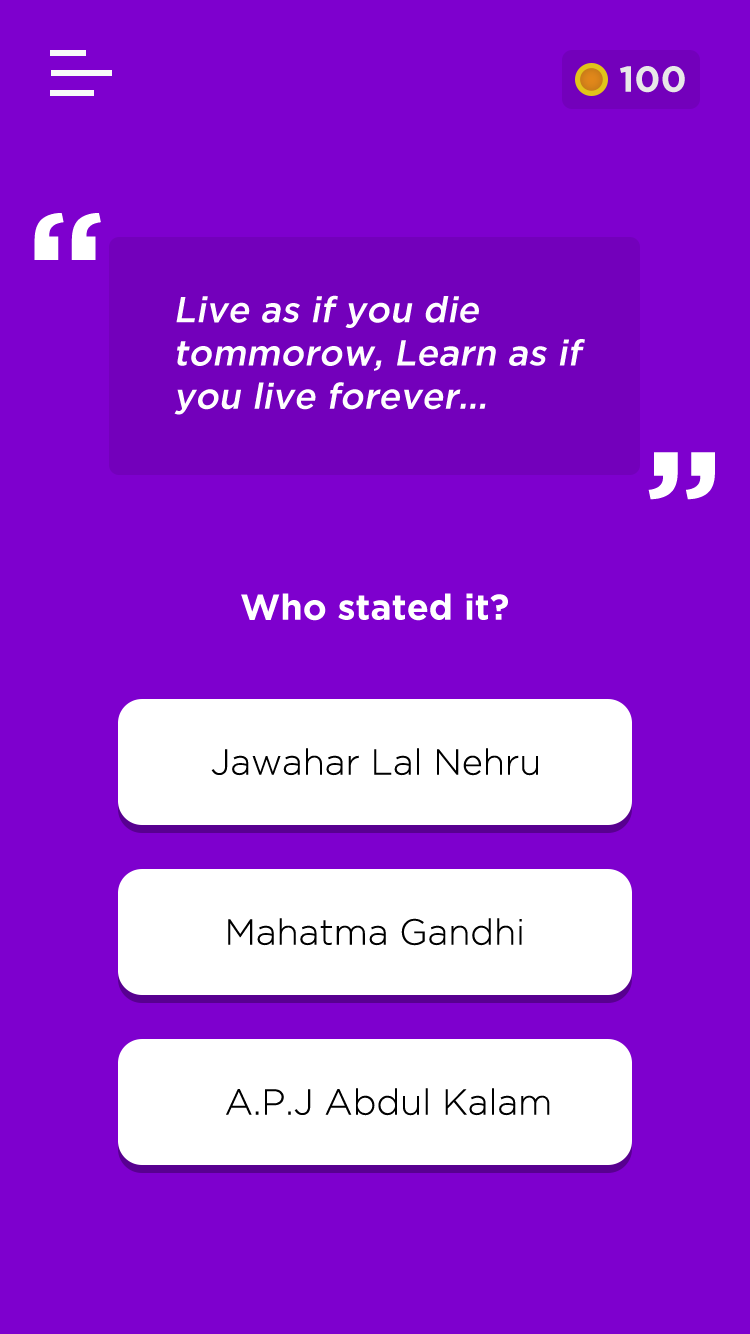 100
“
Live as if you die
tommorow, Learn as if
you live forever...
”
Who stated it?
Jawahar Lal Nehru
Mahatma Gandhi
A.P.J Abdul Kalam